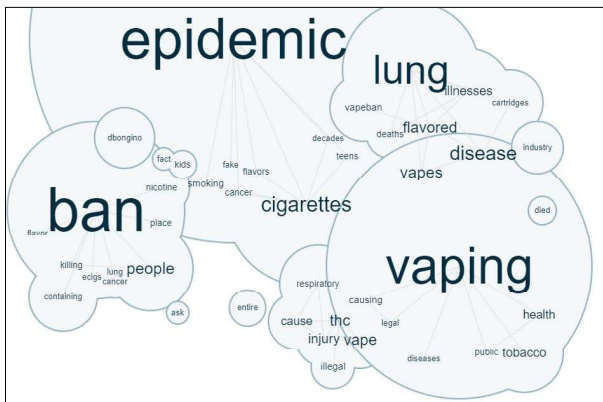 epidemic
lung
illnesses
cartridges
vapeban
deaths
flavored
dbongino
decades
industry
disease
fact
kids
fake
flavors
teens
vapes
nicotine
smoking
cancer
ban
cigarettes
died
place
flavor
vaping
killing
lung
people
ecigs
cancer
respiratory
containing
causing
entire
ask
cause
thc
legal
health
injury
vape
diseases
public
tobacco
illegal